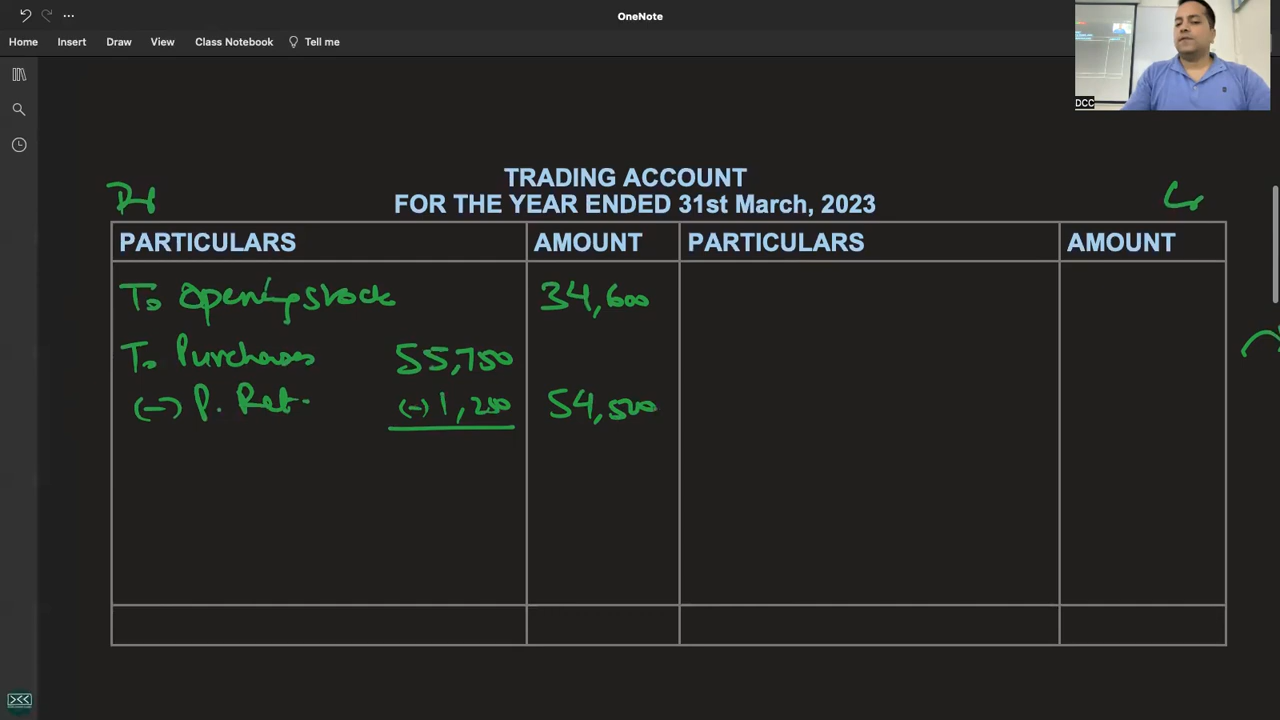 OneNote
Home Insert Draw View Class Notebook Tell me
DCC
TRADING ACCOUNT
Dr FOR THE YEAR ENDED 31st March, 2023 Cr
PARTICULARS AMOUNT PARTICULARS AMOUNT
To Opening stock 34,600
To Purchases 55,750
(-) P. Ret (-) 1,250 54,500